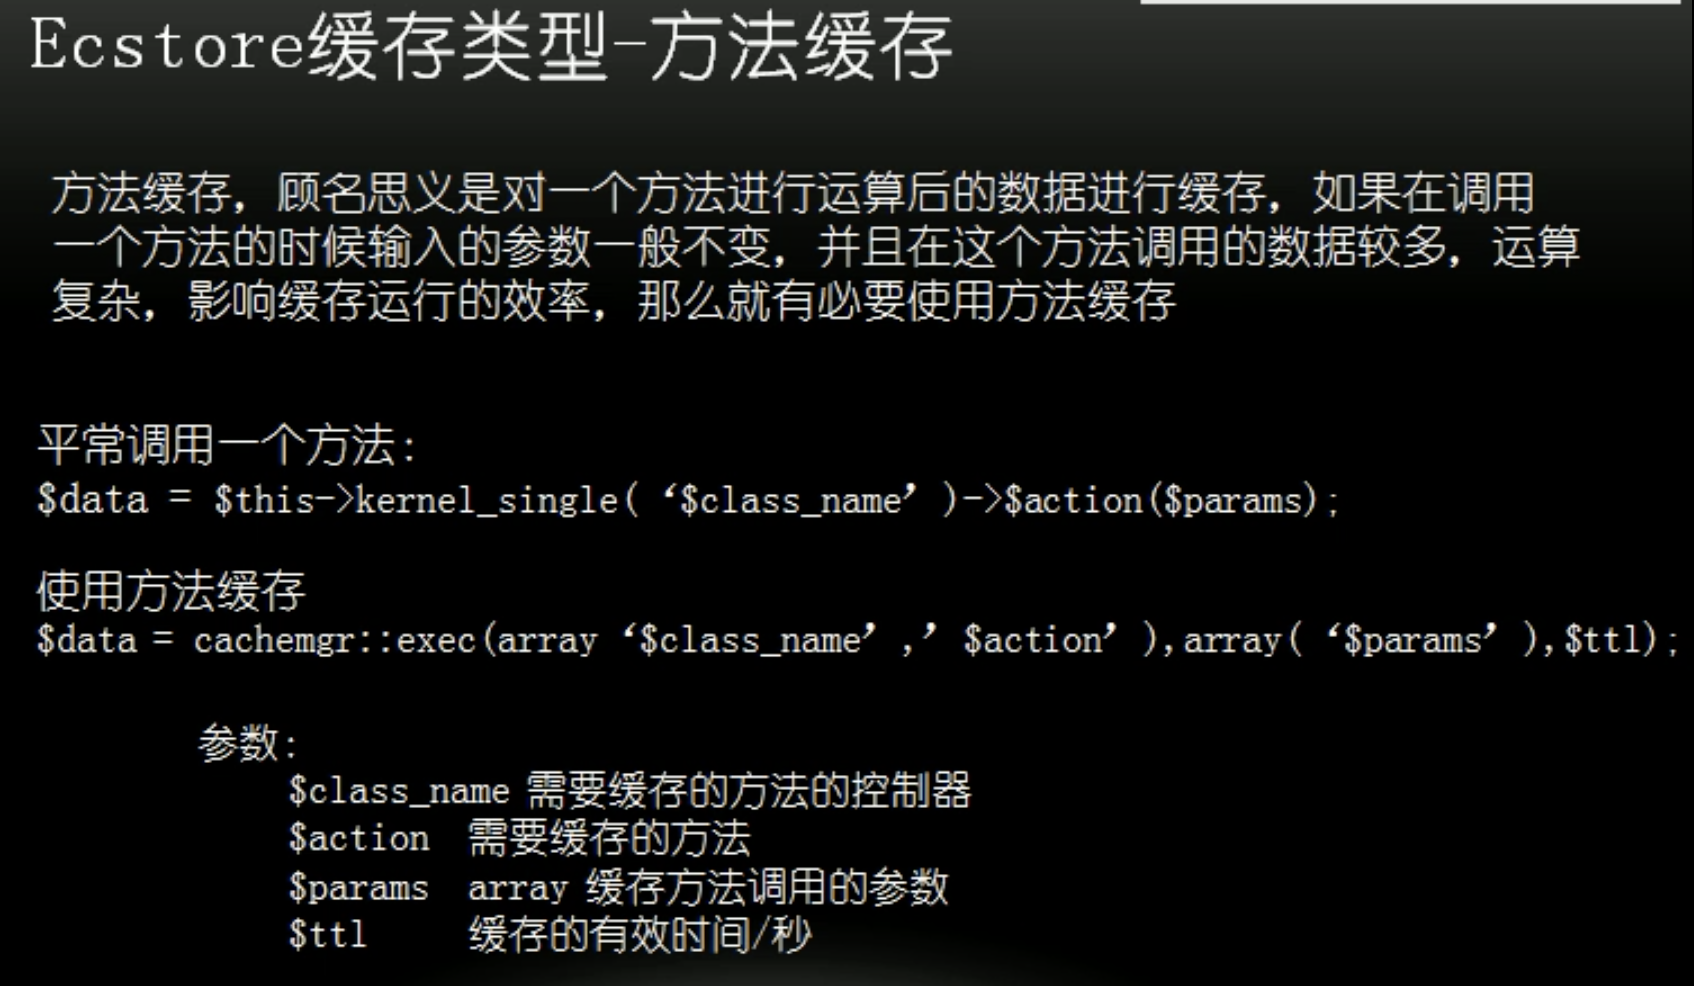 Ecstore缓存类型-方法缓存
方法缓存，顾名思义是对一个方法进行运算后的数据进行缓存，如果在调用
一个方法的时候输入的参数一般不变，并且在这个方法调用的数据较多，运算
复杂，影响缓存运行的效率，那么就有必要使用方法缓存
平常调用一个方法：
$data = $this->kernel_single( ‘$class_name’ )->$action($params);
使用方法缓存
$data = cachemgr::exec(array ‘$class_name’ ,’ $action’ ),array( ‘$params’ ),$ttl);
参数：
$class_name 需要缓存的方法的控制器
$action 需要缓存的方法
$params array 缓存方法调用的参数
$ttl 缓存的有效时间/秒